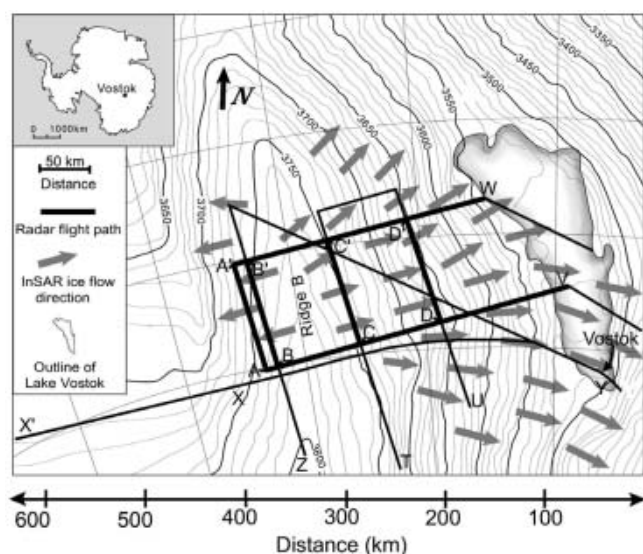 Vostok
0 1000km
N
50 km
Distance
Radar flight path
InSAR ice flow
direction
Outline of
Lake Vostok
3350
3400
3450
3500
3550
3600
3650
3700
3750
3650
3700
3600
W
D'
C'
A' B'
Ridge B
V
D
C
B
A
Vostok
X
Y
U
X'
Z
T
600 500 400 300 200 100
Distance (km)